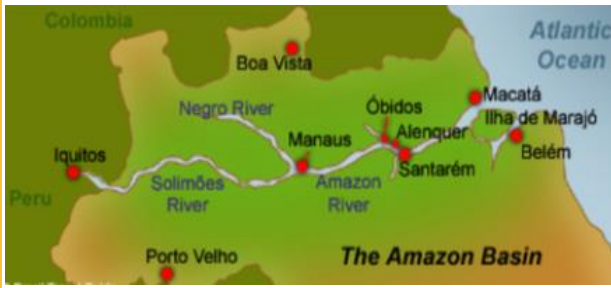 Colombia
Atlantic
Ocean
Boa Vista
Macatá
Negro River
Óbidos
Ilha de Marajó
Alenquer
Manaus
Belém
Iquitos
Santarém
Solimões
River
Amazon
River
Peru
Porto Velho
The Amazon Basin